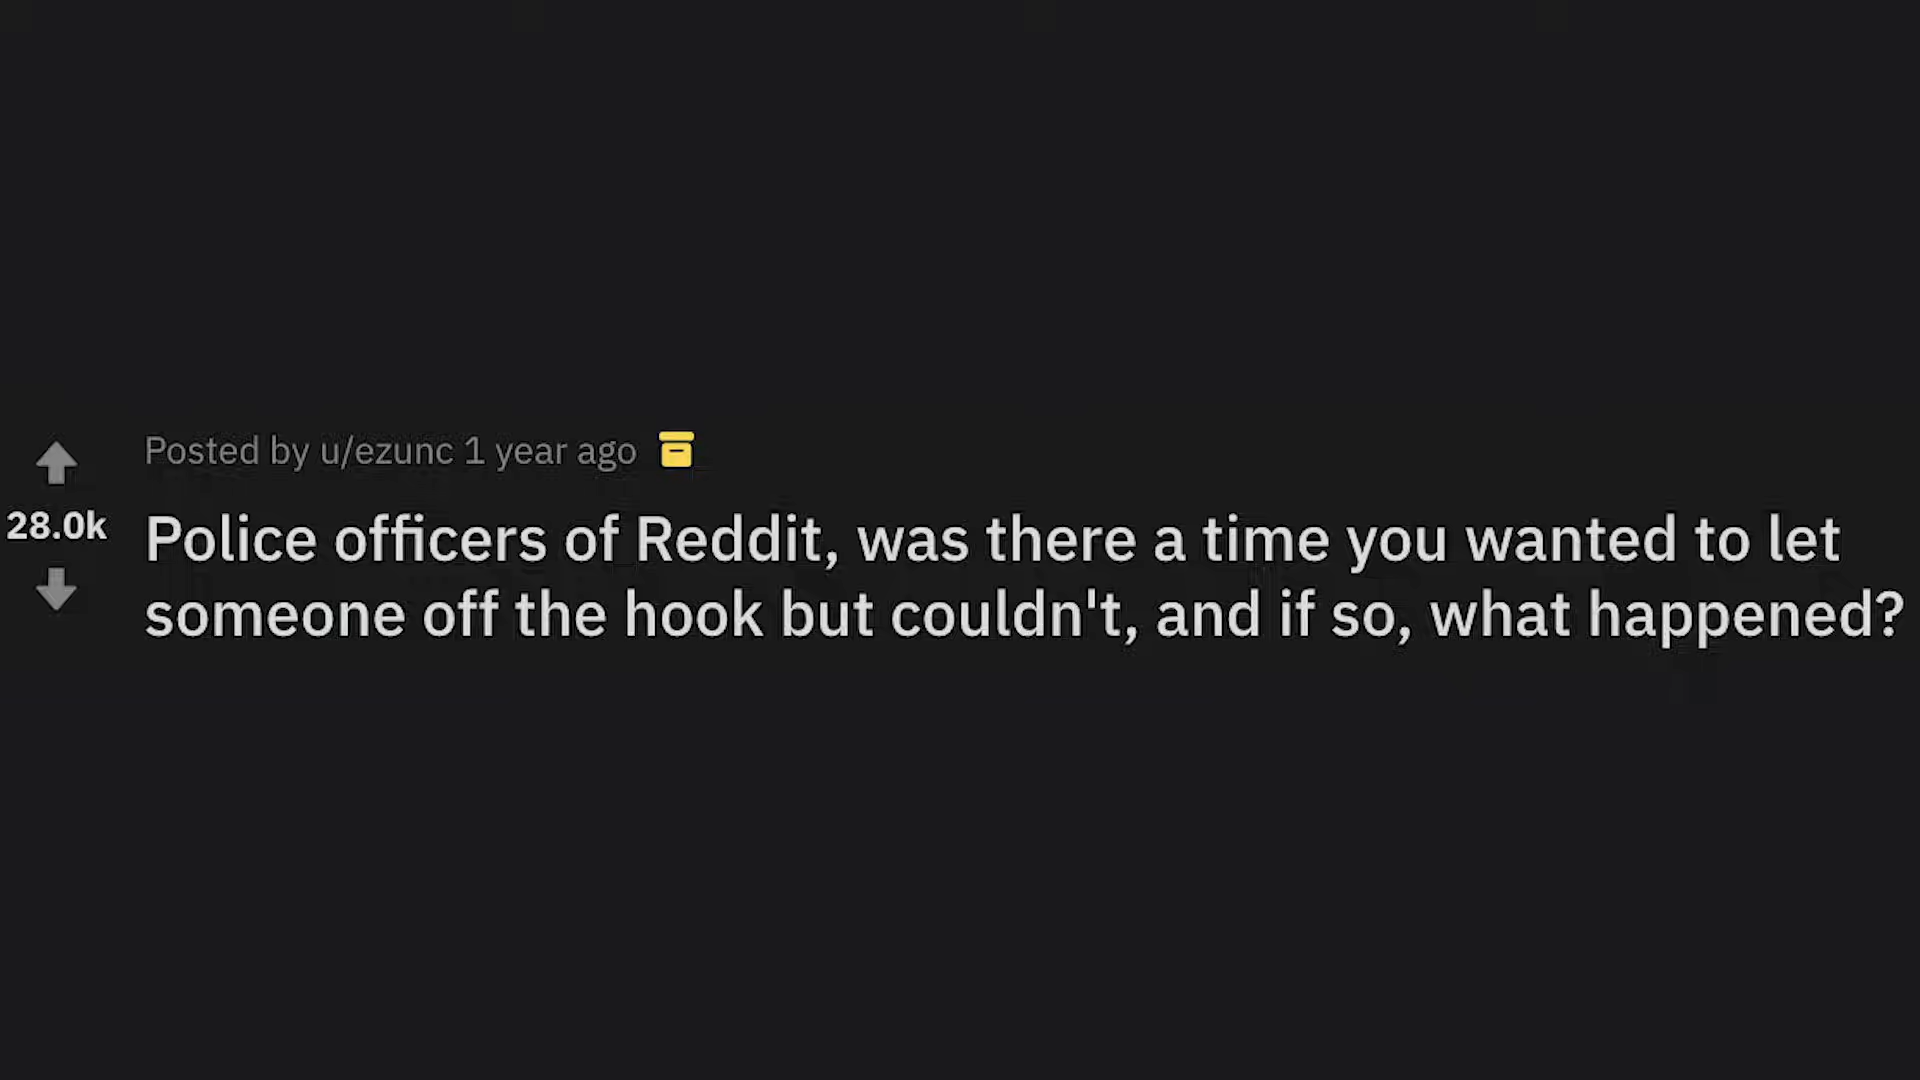 Posted by u/ezunc 1 year ago
28.0k
Police officers of Reddit, was there a time you wanted to let
someone off the hook but couldn't, and if so, what happened?